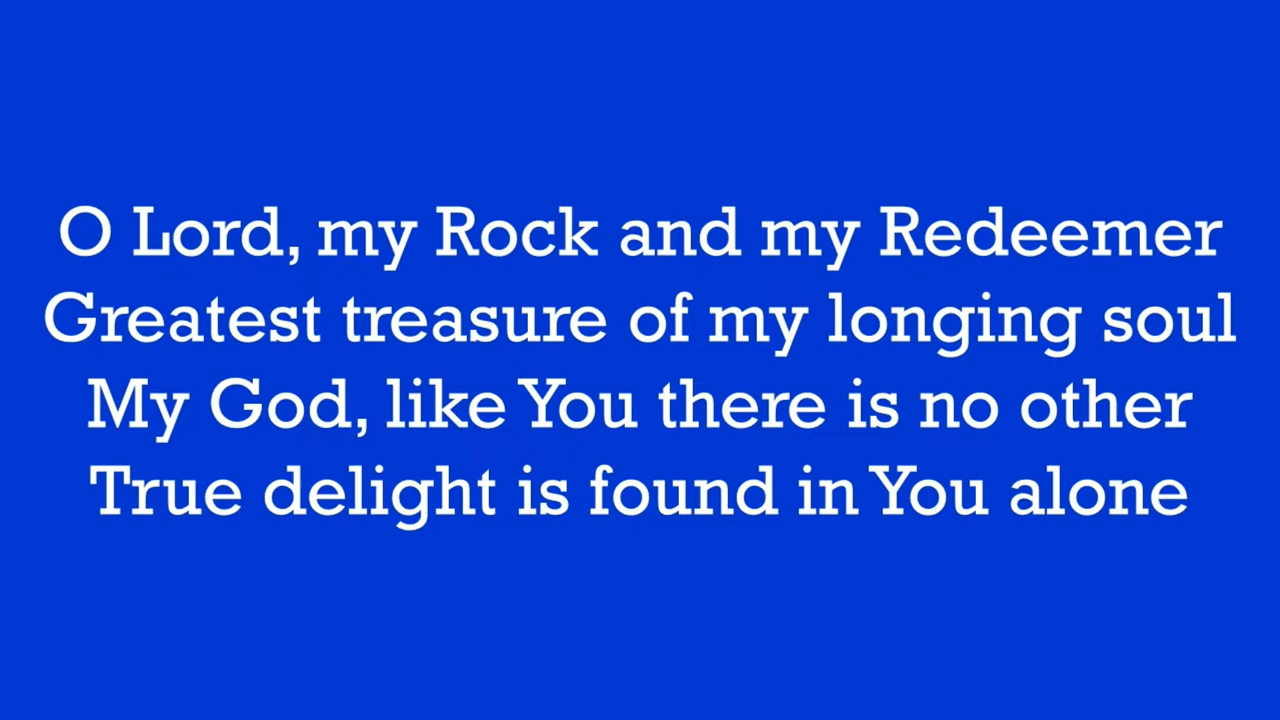 O Lord, my Rock and my Redeemer
Greatest treasure of my longing soul
My God, like You there is no other
True delight is found in You alone